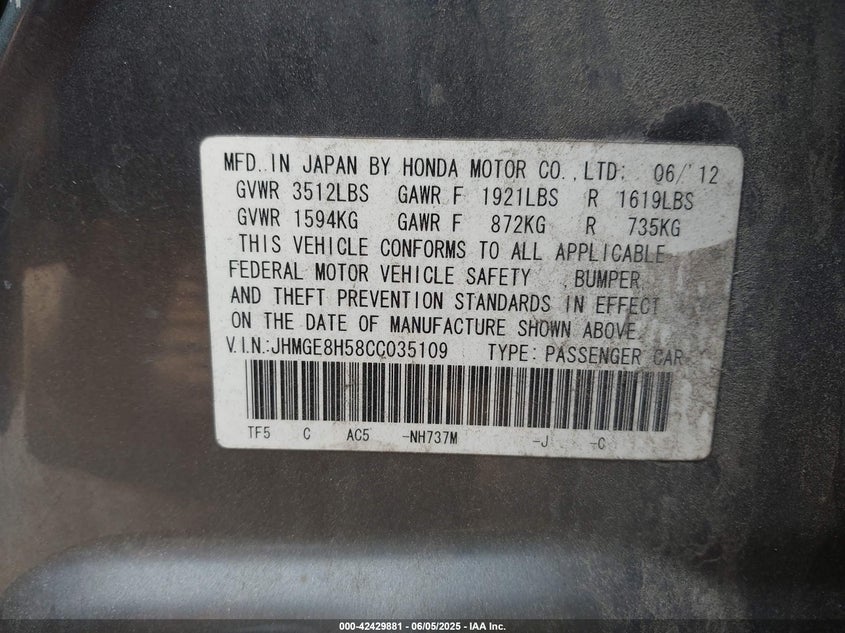 MFD. IN JAPAN BY HONDA MOTOR CO., LTD: 06/'12
GVWR 3512LBS GAWR F 1921LBS R 1619LBS
GVWR 1594KG GAWR F 872KG R 735KG
THIS VEHICLE CONFORMS TO ALL APPLICABLE
FEDERAL MOTOR VEHICLE SAFETY , BUMPER,
AND THEFT PREVENTION STANDARDS IN EFFECT
ON THE DATE OF MANUFACTURE SHOWN ABOVE.
V.I.N:JHMGE8H58CC035109 TYPE: PASSENGER CAR
TF5 C AC5 -NH737M -J -C
000-42429881 - 06/05/2025 - IAA Inc.